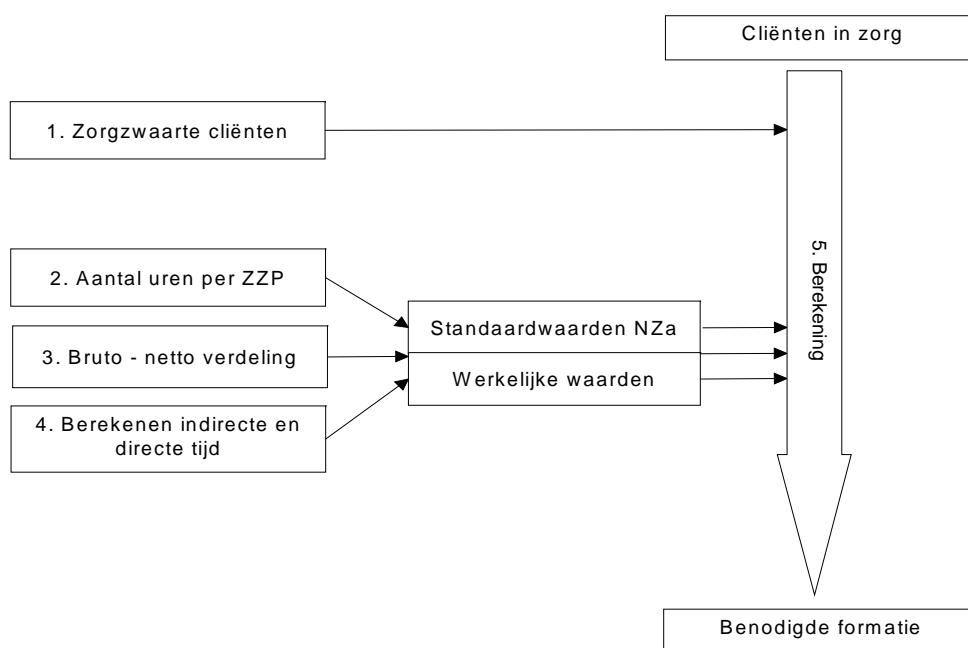 Cliënten in zorg
1. Zorgzwaarte cliënten
2. Aantal uren per ZZP
3. Bruto - netto verdeling
4. Berekenen indirecte en
directe tijd
Standaardwaarden NZa
Werkelijke waarden
5. Berekening
Benodigde formatie